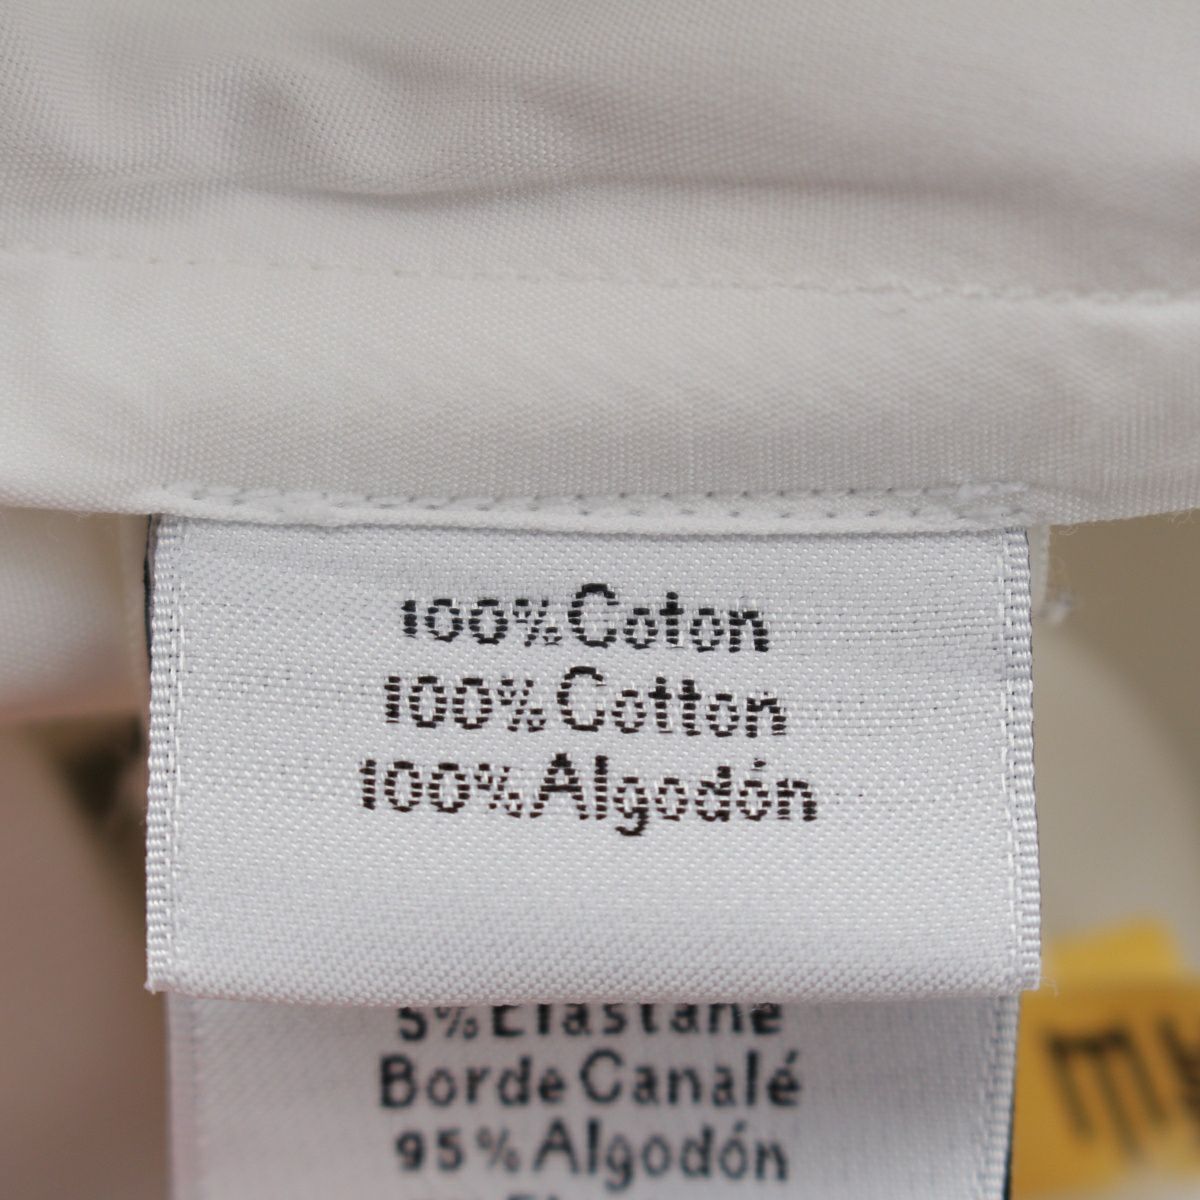 100% Coton
100% Cotton
100% Algodón
5% Elastane
Borde Canalé
95% Algodón